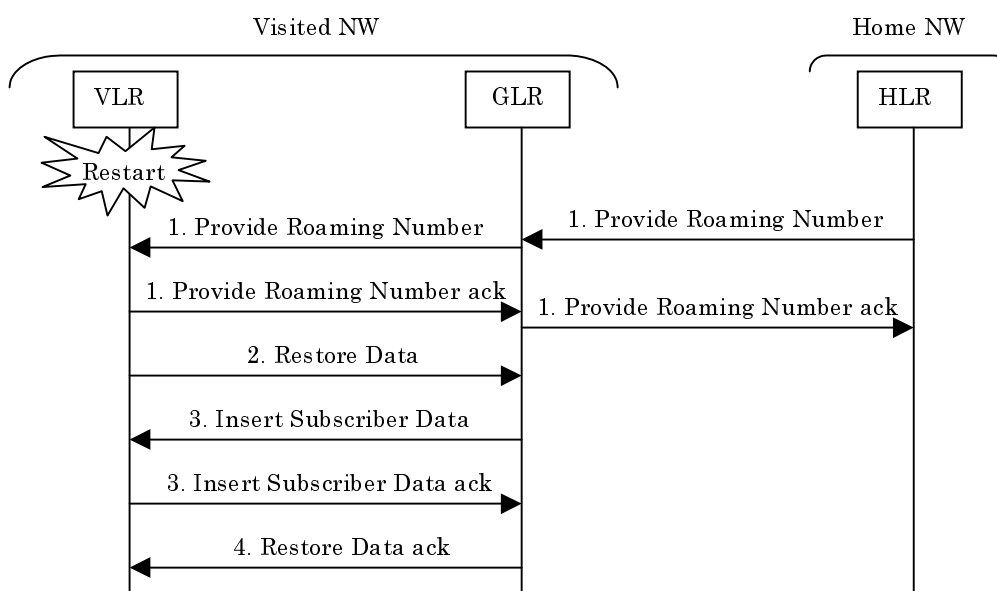 Visited NW
Home NW
VLR
GLR
HLR
Restart
1. Provide Roaming Number
1. Provide Roaming Number
1. Provide Roaming Number ack
1. Provide Roaming Number ack
2. Restore Data
3. Insert Subscriber Data
3. Insert Subscriber Data ack
4. Restore Data ack